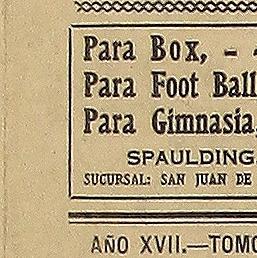 Para Box, - -
Para Foot Ball
Para Gimnasia,
SPAULDING.
SUCURSAL: SAN JUAN DE
AÑO XVII.—TOMO